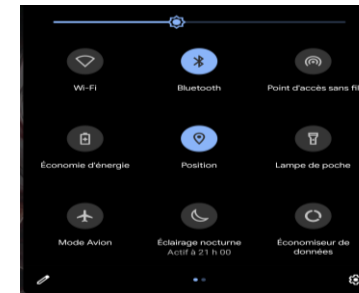 Wi-Fi
Bluetooth
Point d'accès sans fil
Économie d'énergie
Position
Lampe de poche
Mode Avion
Éclairage nocturne
Actif à 21 h 00
Économiseur de
données